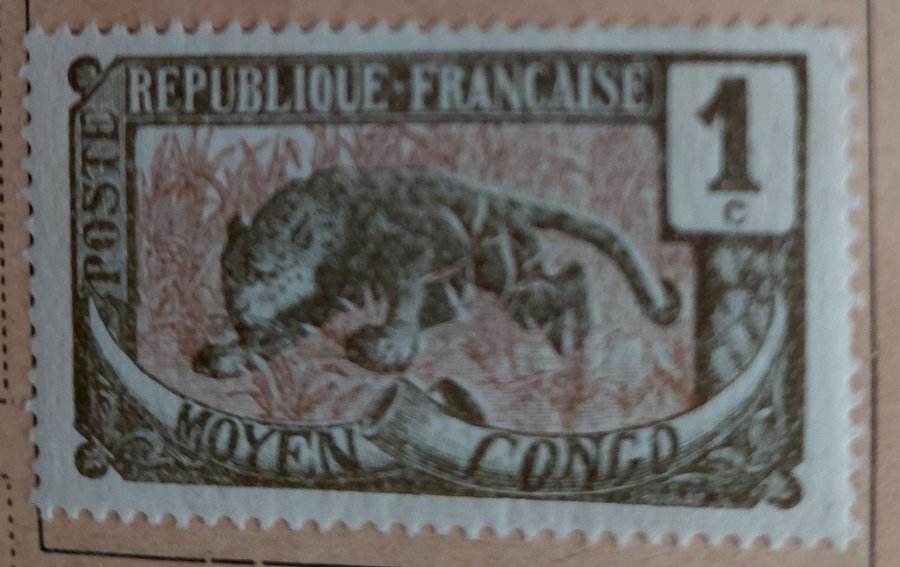 REPUBLIQUE·FRANÇAISE
1
C
POSTE
MOYEN CONGO